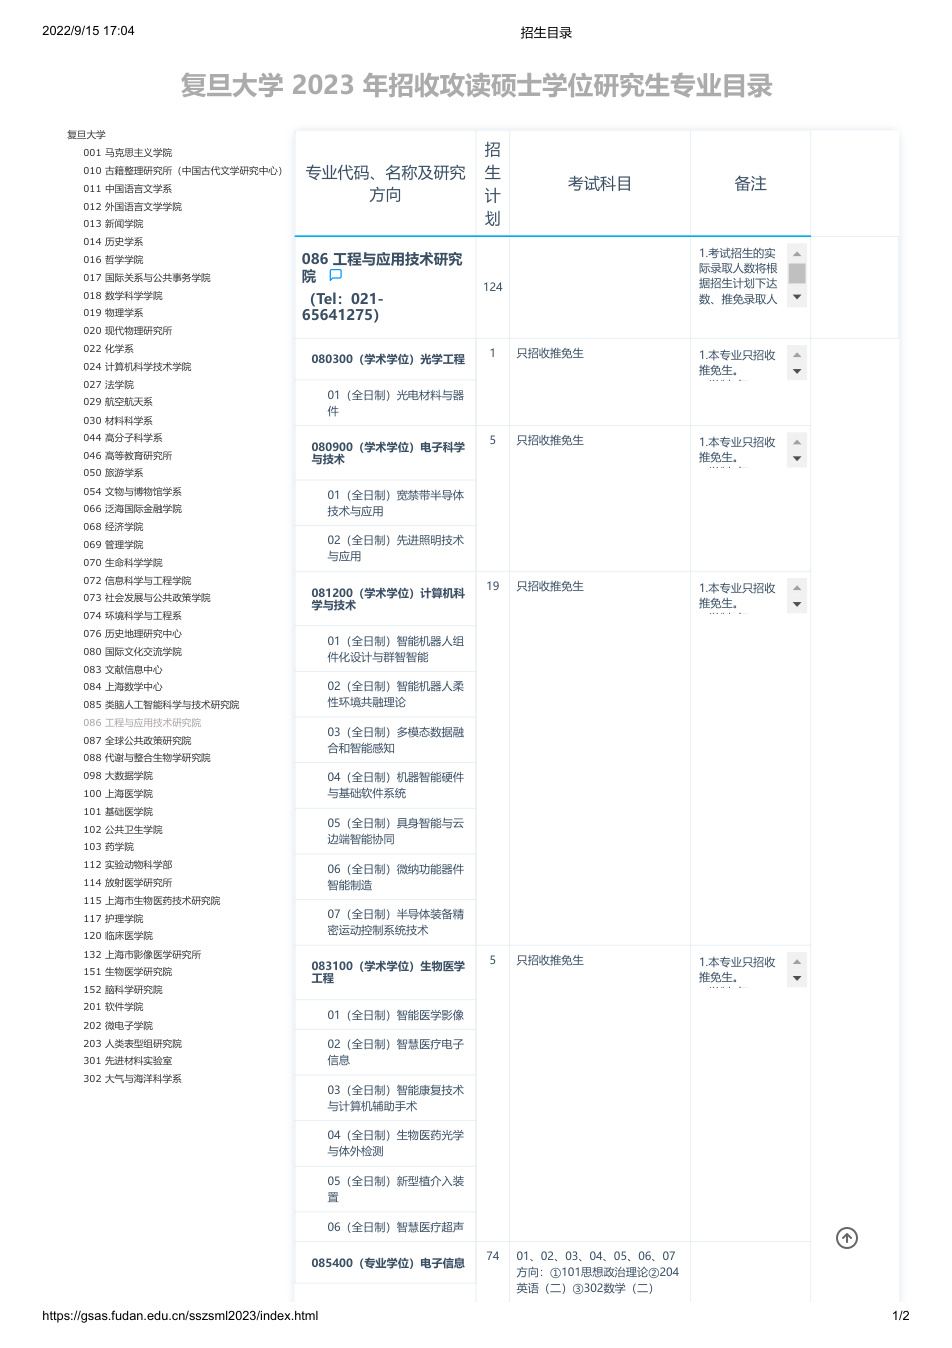 2022/9/15 17:04
招生目录
复旦大学 2023 年招收攻读硕士学位研究生专业目录
复旦大学
001 马克思主义学院
010 古籍整理研究所（中国古代文学研究中心）
011 中国语言文学系
012 外国语言文学学院
013 新闻学院
014 历史学系
016 哲学学院
017 国际关系与公共事务学院
018 数学科学学院
019 物理学系
020 现代物理研究所
022 化学系
024 计算机科学技术学院
027 法学院
029 航空航天系
030 材料科学系
044 高分子科学系
046 高等教育研究所
050 旅游学系
054 文物与博物馆学系
066 泛海国际金融学院
068 经济学院
069 管理学院
070 生命科学学院
072 信息科学与工程学院
073 社会发展与公共政策学院
074 环境科学与工程系
076 历史地理研究中心
080 国际文化交流学院
083 文献信息中心
084 上海数学中心
085 类脑人工智能科学与技术研究院
086 工程与应用技术研究院
087 全球公共政策研究院
088 代谢与整合生物学研究院
098 大数据学院
100 上海医学院
101 基础医学院
102 公共卫生学院
103 药学院
112 实验动物科学部
114 放射医学研究所
115 上海市生物医药技术研究院
117 护理学院
120 临床医学院
132 上海市影像医学研究所
151 生物医学研究院
152 脑科学研究院
201 软件学院
202 微电子学院
203 人类表型组研究院
301 先进材料实验室
302 大气与海洋科学系
专业代码、名称及研究
方向
招
生
计
划
考试科目
备注
086 工程与应用技术研究
院
（Tel：021-
65641275）
124
1.考试招生的实
际录取人数将根
据招生计划下达
数、推免录取人
080300（学术学位）光学工程
1
只招收推免生
1.本专业只招收
推免生。
01（全日制）光电材料与器
件
080900（学术学位）电子科学
与技术
5
只招收推免生
1.本专业只招收
推免生。
01（全日制）宽禁带半导体
技术与应用
02（全日制）先进照明技术
与应用
081200（学术学位）计算机科
学与技术
19
只招收推免生
1.本专业只招收
推免生。
01（全日制）智能机器人组
件化设计与群智智能
02（全日制）智能机器人柔
性环境共融理论
03（全日制）多模态数据融
合和智能感知
04（全日制）机器智能硬件
与基础软件系统
05（全日制）具身智能与云
边端智能协同
06（全日制）微纳功能器件
智能制造
07（全日制）半导体装备精
密运动控制系统技术
083100（学术学位）生物医学
工程
5
只招收推免生
1.本专业只招收
推免生。
01（全日制）智能医学影像
02（全日制）智慧医疗电子
信息
03（全日制）智能康复技术
与计算机辅助手术
04（全日制）生物医药光学
与体外检测
05（全日制）新型植介入装
置
06（全日制）智慧医疗超声
085400（专业学位）电子信息
74
01、02、03、04、05、06、07
方向：①101思想政治理论②204
英语（二）③302数学（二）
https://gsas.fudan.edu.cn/sszsml2023/index.html
1/2